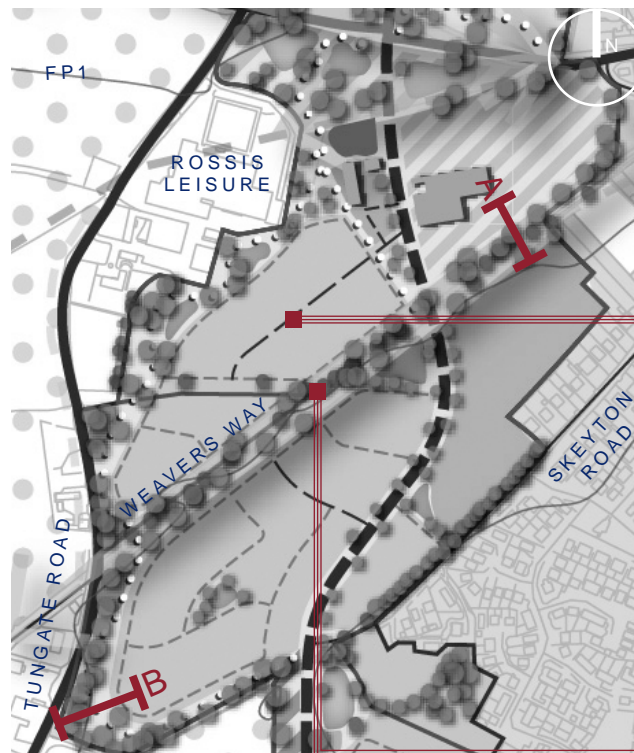 N
FP1
ROSSIS
LEISURE
A
WEAVERS WAY
SKEYTON
ROAD
TUNGATE ROAD
B